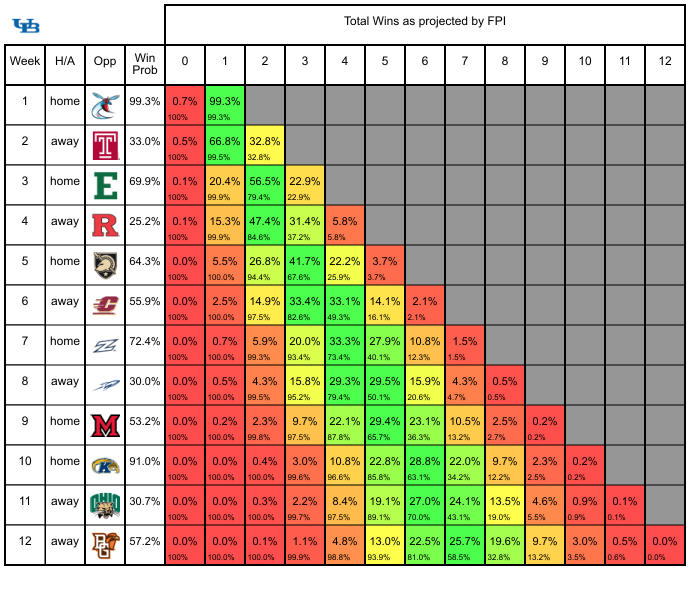 UB
Total Wins as projected by FPI
Week H/A Opp Win Prob 0 1 2 3 4 5 6 7 8 9 10 11 12
1 home 99.3% 0.7% 99.3%
100% 99.3%
2 away T 33.0% 0.5% 66.8% 32.8%
100% 99.5% 32.8%
3 home E 69.9% 0.1% 20.4% 56.5% 22.9%
100% 99.9% 79.4% 22.9%
4 away R 25.2% 0.1% 15.3% 47.4% 31.4% 5.8%
100% 99.9% 84.6% 37.2% 5.8%
5 home 64.3% 0.0% 5.5% 26.8% 41.7% 22.2% 3.7%
100% 100.0% 94.4% 67.6% 25.9% 3.7%
6 away C 55.9% 0.0% 2.5% 14.9% 33.4% 33.1% 14.1% 2.1%
100% 100.0% 97.5% 82.6% 49.3% 16.1% 2.1%
7 home Z 72.4% 0.0% 0.7% 5.9% 20.0% 33.3% 27.9% 10.8% 1.5%
100% 100.0% 99.3% 93.4% 73.4% 40.1% 12.3% 1.5%
8 away 30.0% 0.0% 0.5% 4.3% 15.8% 29.3% 29.5% 15.9% 4.3% 0.5%
100% 100.0% 99.5% 95.2% 79.4% 50.1% 20.6% 4.7% 0.5%
9 home M 53.2% 0.0% 0.2% 2.3% 9.7% 22.1% 29.4% 23.1% 10.5% 2.5% 0.2%
100% 100.0% 99.8% 97.5% 87.8% 65.7% 36.3% 13.2% 2.7% 0.2%
10 home K 91.0% 0.0% 0.0% 0.4% 3.0% 10.8% 22.8% 28.8% 22.0% 9.7% 2.3% 0.2%
100% 100.0% 100.0% 99.6% 96.6% 85.8% 63.1% 34.2% 12.2% 2.5% 0.2%
11 away OHIO 30.7% 0.0% 0.0% 0.3% 2.2% 8.4% 19.1% 27.0% 24.1% 13.5% 4.6% 0.9% 0.1%
100% 100.0% 100.0% 99.7% 97.5% 89.1% 70.0% 43.1% 19.0% 5.5% 0.9% 0.1%
12 away BG 57.2% 0.0% 0.0% 0.1% 1.1% 4.8% 13.0% 22.5% 25.7% 19.6% 9.7% 3.0% 0.5% 0.0%
100% 100.0% 100.0% 99.9% 98.8% 93.9% 81.0% 58.5% 32.8% 13.2% 3.5% 0.6% 0.0%